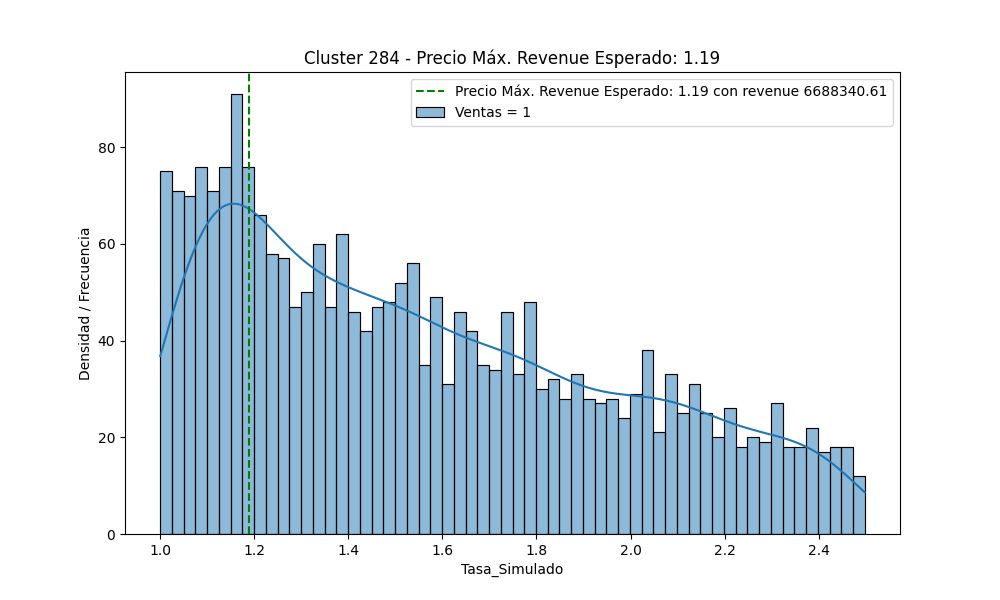 Cluster 284 - Precio Máx. Revenue Esperado: 1.19
Precio Máx. Revenue Esperado: 1.19 con revenue 6688340.61
Ventas = 1
Densidad / Frecuencia
80
60
40
20
0
1.0 1.2 1.4 1.6 1.8 2.0 2.2 2.4
Tasa_Simulado